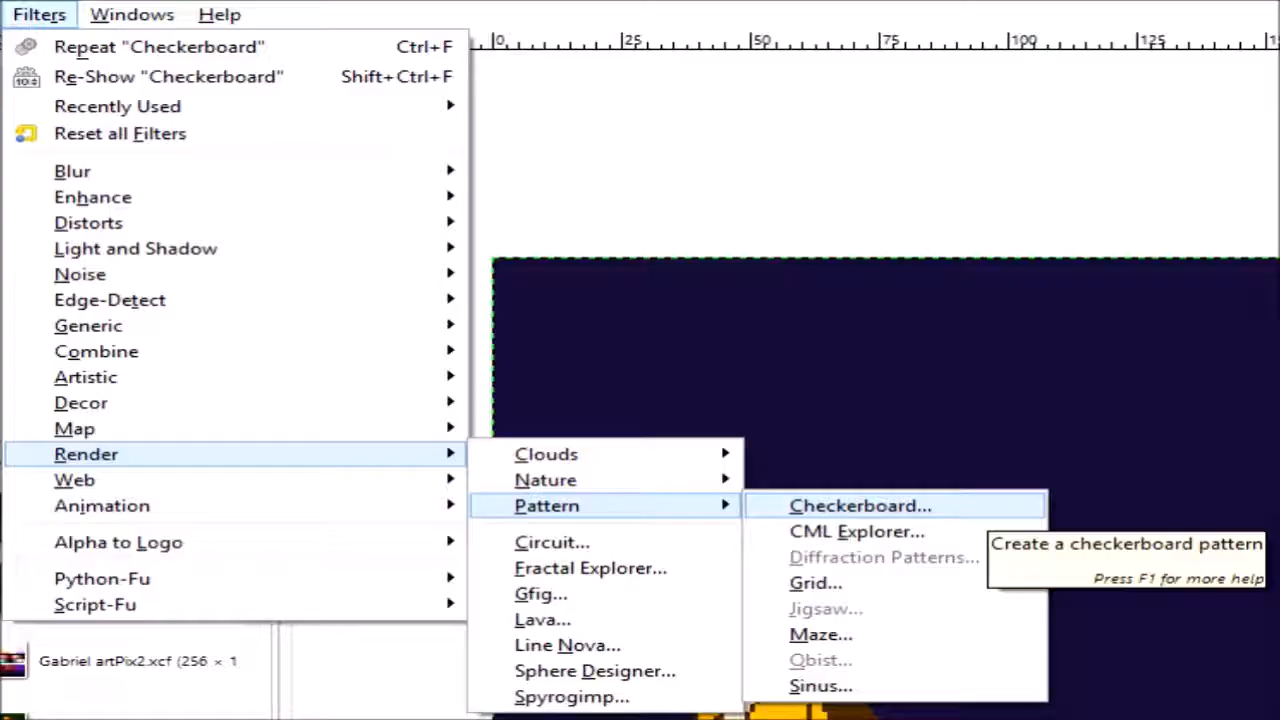 Filters Windows Help
Repeat "Checkerboard" Ctrl+F
Re-Show "Checkerboard" Shift+Ctrl+F
Recently Used
Reset all Filters
Blur
Enhance
Distorts
Light and Shadow
Noise
Edge-Detect
Generic
Combine
Artistic
Decor
Map
Render
Web
Animation
Alpha to Logo
Python-Fu
Script-Fu
Gabriel artPix2.xcf (256 × 1
0 25 50 75 100 125 15
Clouds
Nature
Pattern
Circuit...
Fractal Explorer...
Gfig...
Lava...
Line Nova...
Sphere Designer...
Spyrogimp...
Checkerboard...
CML Explorer...
Diffraction Patterns...
Grid...
Jigsaw...
Maze...
Qbist...
Sinus...
Create a checkerboard pattern
Press F1 for more help